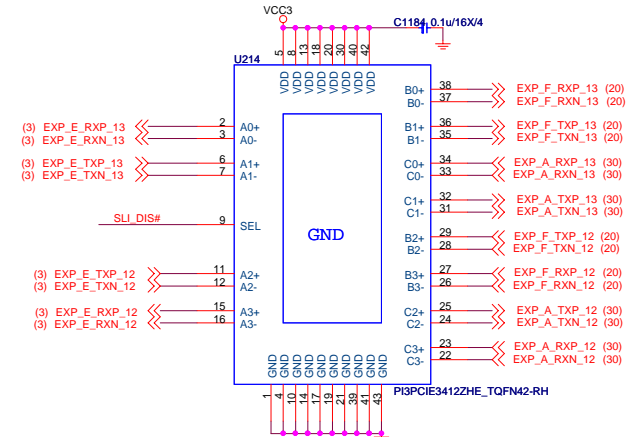 VCC3
C1184 0.1u/16X/4
U214
5 8 13 18 20 30 40 42
VDD VDD VDD VDD VDD VDD VDD VDD
B0+ 38 EXP_F_RXP_13 (20)
B0- 37 EXP_F_RXN_13 (20)
(3) EXP_E_RXP_13 2 A0+
(3) EXP_E_RXN_13 3 A0-
B1+ 36 EXP_F_TXP_13 (20)
B1- 35 EXP_F_TXN_13 (20)
(3) EXP_E_TXP_13 6 A1+
(3) EXP_E_TXN_13 7 A1-
C0+ 34 EXP_A_RXP_13 (30)
C0- 33 EXP_A_RXN_13 (30)
C1+ 32 EXP_A_TXP_13 (30)
C1- 31 EXP_A_TXN_13 (30)
SLI_DIS# 9 SEL
GND
B2+ 29 EXP_F_TXP_12 (20)
B2- 28 EXP_F_TXN_12 (20)
(3) EXP_E_TXP_12 11 A2+
(3) EXP_E_TXN_12 12 A2-
B3+ 27 EXP_F_RXP_12 (20)
B3- 26 EXP_F_RXN_12 (20)
(3) EXP_E_RXP_12 15 A3+
(3) EXP_E_RXN_12 16 A3-
C2+ 25 EXP_A_TXP_12 (30)
C2- 24 EXP_A_TXN_12 (30)
C3+ 23 EXP_A_RXP_12 (30)
C3- 22 EXP_A_RXN_12 (30)
GND GND GND GND GND GND GND GND GND GND
1 4 10 14 17 19 21 39 41 43
PI3PCIE3412ZHE_TQFN42-RH